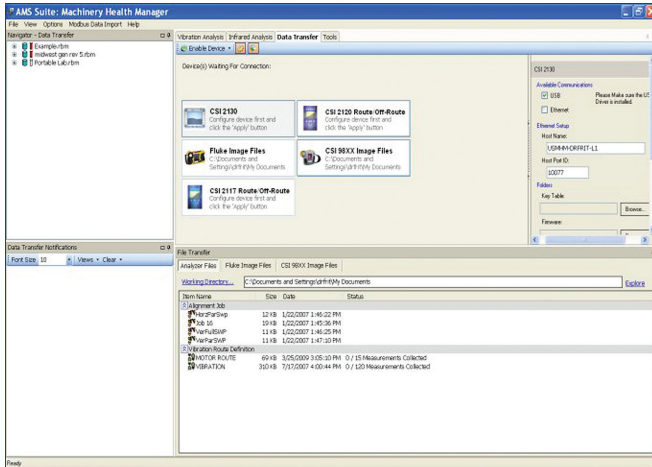 AMS Suite: Machinery Health Manager
File View Options Modbus Data Import Help
Navigator - Data Transfer
Example.rbm
midwest gen rev 5.rbm
Portable Lab.rbm
Vibration Analysis Infrared Analysis Data Transfer Tools
Enable Device
Device(s) Waiting For Connection:
CSI 2130
Configure device first and
click the 'Apply' button
CSI 2120 Route/Off-Route
Configure device first and
click the 'Apply' button
Fluke Image Files
C:\Documents and
Settings\drfrit\My Documents
CSI 98XX Image Files
C:\Documents and
Settings\drfrit\My Documents
CSI 2117 Route/Off-Route
Configure device first and
click the 'Apply' button
CSI 2130
Available Communications
USB
Please Make sure the US
Driver is installed.
Ethernet
Ethernet Setup
Host Name:
USMHM-DRFRIT-L1
Host Port ID:
10077
Folders
Key Table:
Browse...
Firmware:
Data Transfer Notifications
Font Size 10 Views Clear
File Transfer
Analyzer Files Fluke Image Files CSI 98XX Image Files
Working Directory... C:\Documents and Settings\drfrit\My Documents Explore
Item Name Size Date Status
Alignment Job
HorzParSwp 12 KB 1/22/2007 1:46:22 PM
Job 16 19 KB 1/22/2007 1:45:36 PM
VerFullSWP 11 KB 1/22/2007 1:46:25 PM
VerParSWP 11 KB 1/22/2007 1:47:10 PM
Vibration Route Definition
MOTOR ROUTE 69 KB 3/25/2009 3:05:10 PM 0 / 15 Measurements Collected
VIBRATION 310 KB 7/17/2007 4:00:44 PM 0 / 120 Measurements Collected
Ready